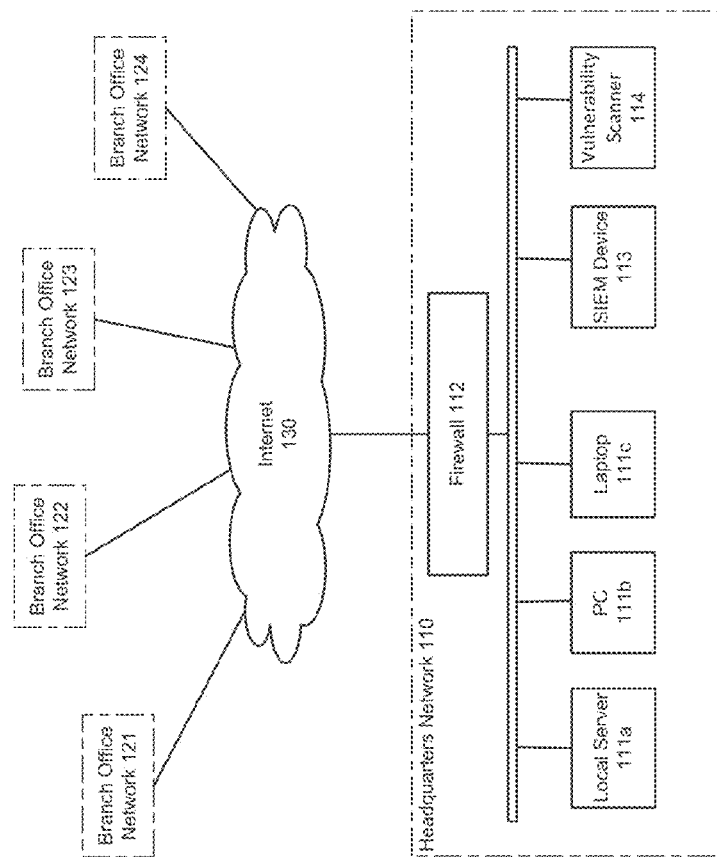 Branch Office
Network 121
Branch Office
Network 122
Branch Office
Network 123
Branch Office
Network 124
Internet
130
Headquarters Network 110
Firewall 112
Local Server
111a
PC
111b
Laptop
111c
SIEM Device
113
Vulnerability
Scanner
114